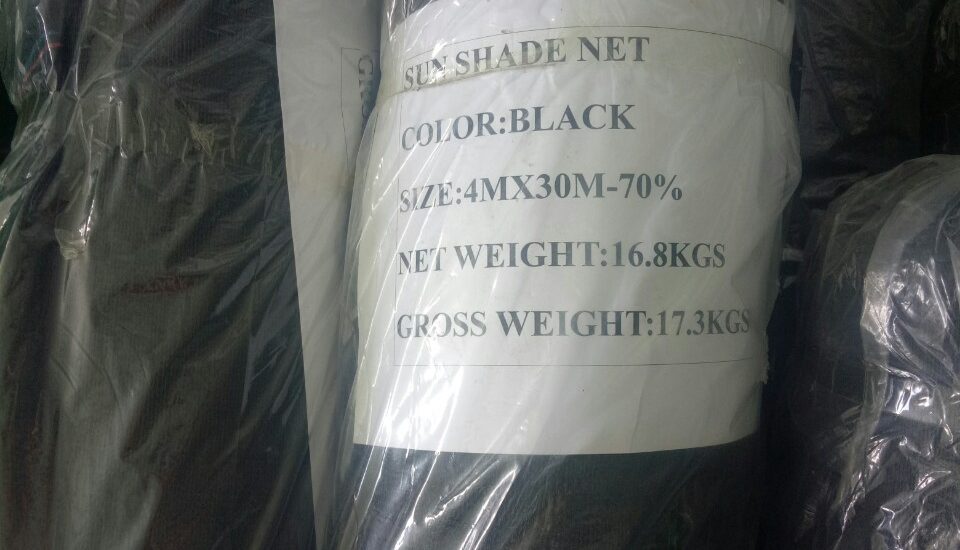 SUN SHADE NET
COLOR:BLACK
SIZE:4MX30M-70%
NET WEIGHT:16.8KGS
GROSS WEIGHT:17.3KGS